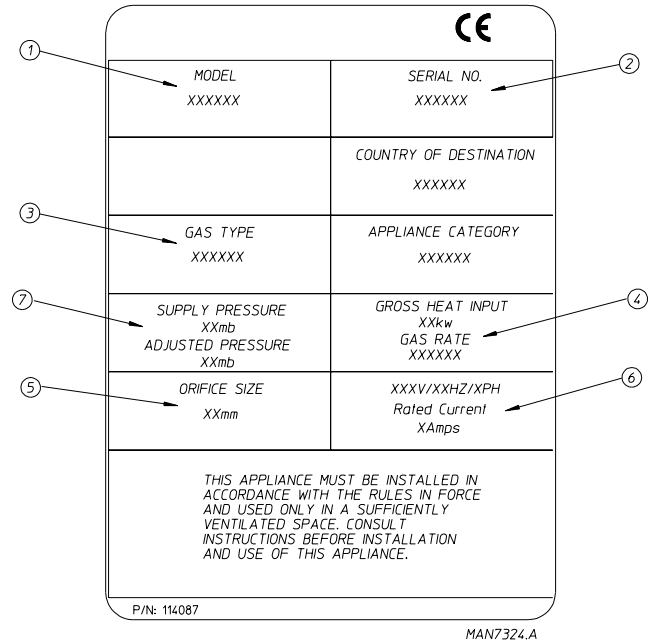 CE
① MODEL SERIAL NO. ②
XXXXXX XXXXXX
COUNTRY OF DESTINATION
XXXXXX
③ GAS TYPE APPLIANCE CATEGORY
XXXXXX XXXXXX
⑦ SUPPLY PRESSURE
XXmb
ADJUSTED PRESSURE
XXmb
GROSS HEAT INPUT ④
XXkw
GAS RATE
XXXXXX
⑤ ORIFICE SIZE
XXmm
XXXV/XXHZ/XPH ⑥
Rated Current
XAmps
THIS APPLIANCE MUST BE INSTALLED IN
ACCORDANCE WITH THE RULES IN FORCE
AND USED ONLY IN A SUFFICIENTLY
VENTILATED SPACE. CONSULT
INSTRUCTIONS BEFORE INSTALLATION
AND USE OF THIS APPLIANCE.
P/N: 114087
MAN7324.A